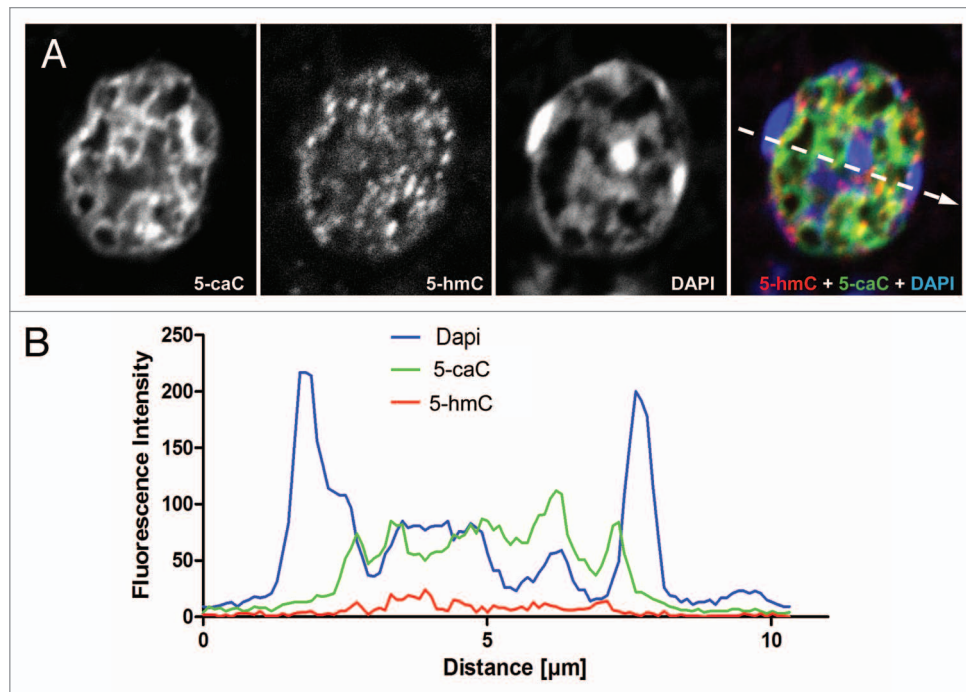 A
5-caC
5-hmC
DAPI
5-hmC + 5-caC + DAPI
B
Dapi
5-caC
5-hmC
250
200
150
100
50
0
Fluorescence Intensity
0 5 10
Distance [µm]